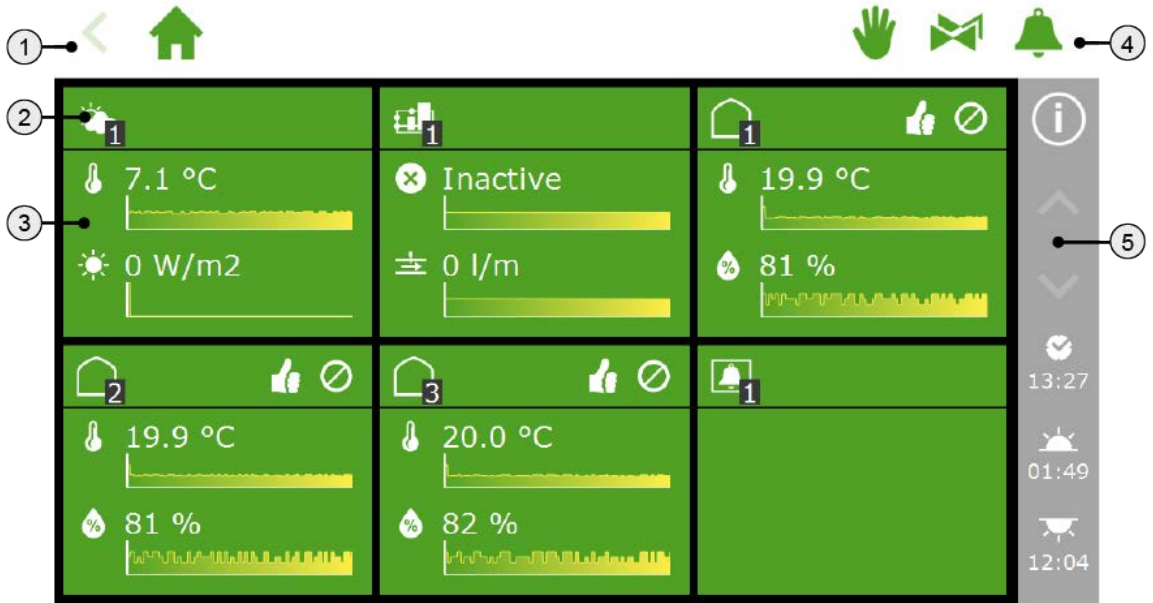 1
4
2
1
1
1
i
3
7.1 °C
Inactive
19.9 °C
5
0 W/m2
0 l/m
% 81 %
2
3
1
13:27
19.9 °C
20.0 °C
01:49
% 81 %
% 82 %
12:04